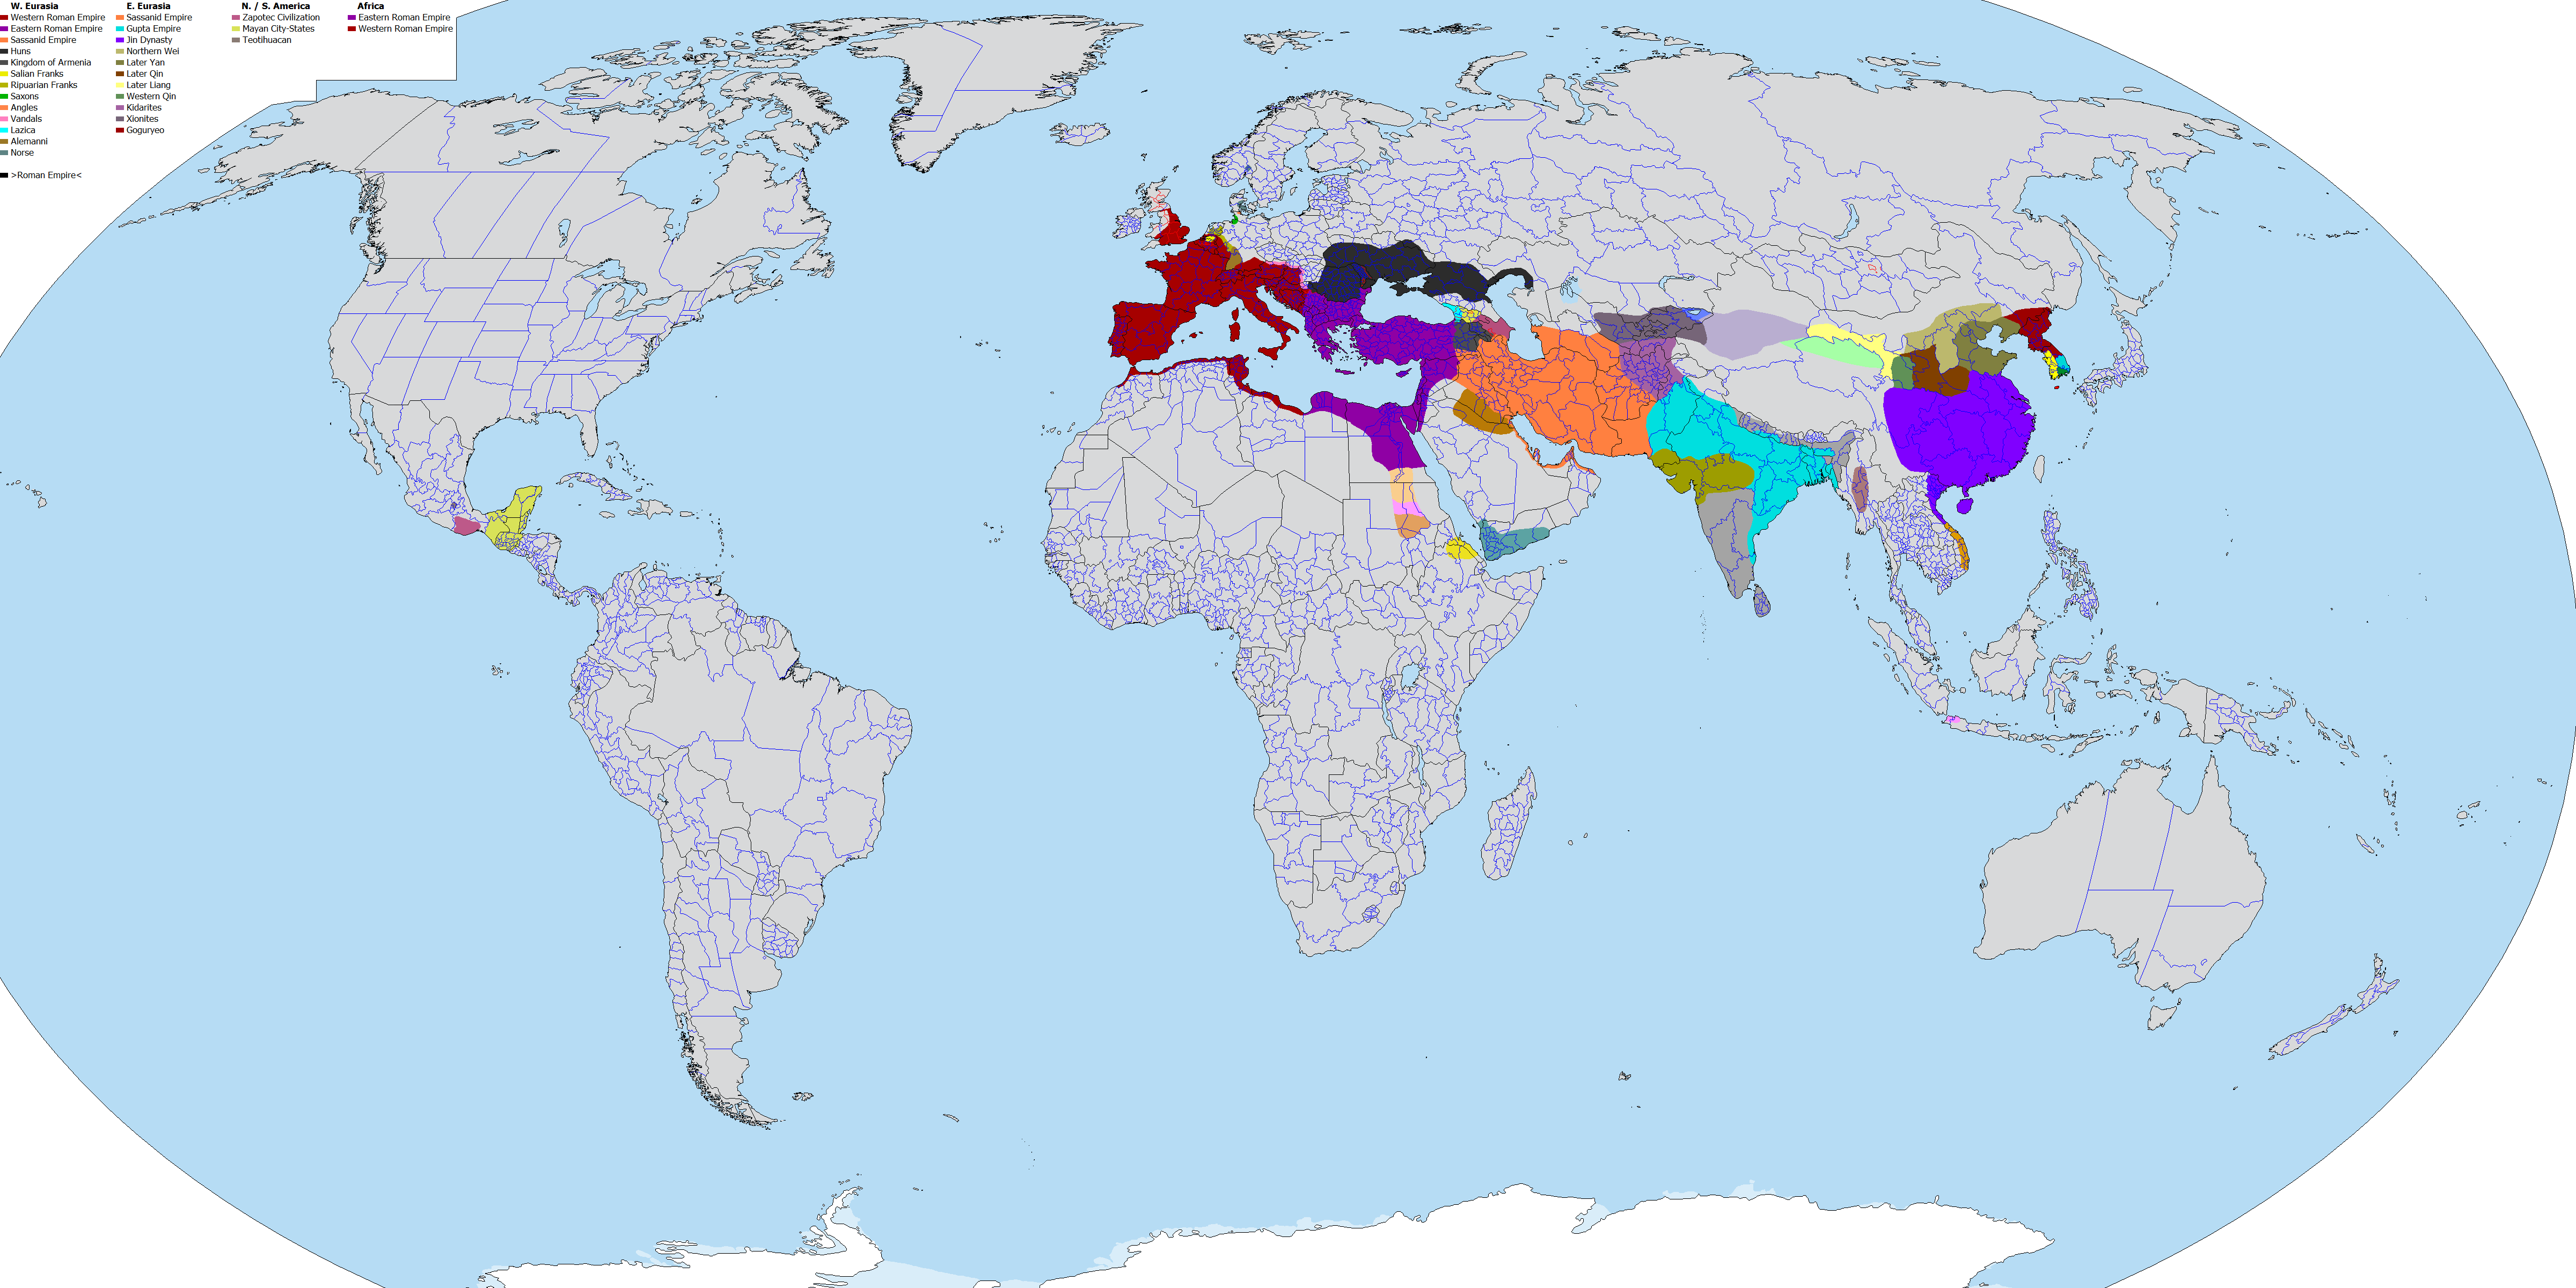 W. Eurasia
Western Roman Empire
Eastern Roman Empire
Sassanid Empire
Huns
Kingdom of Armenia
Salian Franks
Ripuarian Franks
Saxons
Angles
Vandals
Lazica
Alemanni
Norse
>Roman Empire<
E. Eurasia
Sassanid Empire
Gupta Empire
Jin Dynasty
Northern Wei
Later Yan
Later Qin
Later Liang
Western Qin
Kidarites
Xionites
Goguryeo
N. / S. America
Zapotec Civilization
Mayan City-States
Teotihuacan
Africa
Eastern Roman Empire
Western Roman Empire